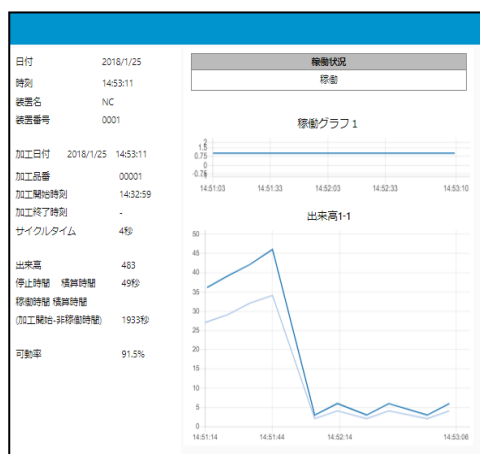 日付 2018/1/25
時刻 14:53:11
装置名 NC
装置番号 0001
加工日付 2018/1/25 14:53:11
加工品番 00001
加工開始時刻 14:32:59
加工終了時刻 -
サイクルタイム 4秒
出来高 483
停止時間 積算時間 49秒
稼働時間 積算時間
(加工開始-非稼働時間) 1933秒
可動率 91.5%
稼働状況
稼働
稼働グラフ 1
2
1.5
0.75
0
-0.75
14:51:03 14:51:33 14:52:03 14:52:33 14:53:10
出来高1-1
50
45
40
35
30
25
20
15
10
5
0
14:51:14 14:51:44 14:52:14 14:53:06